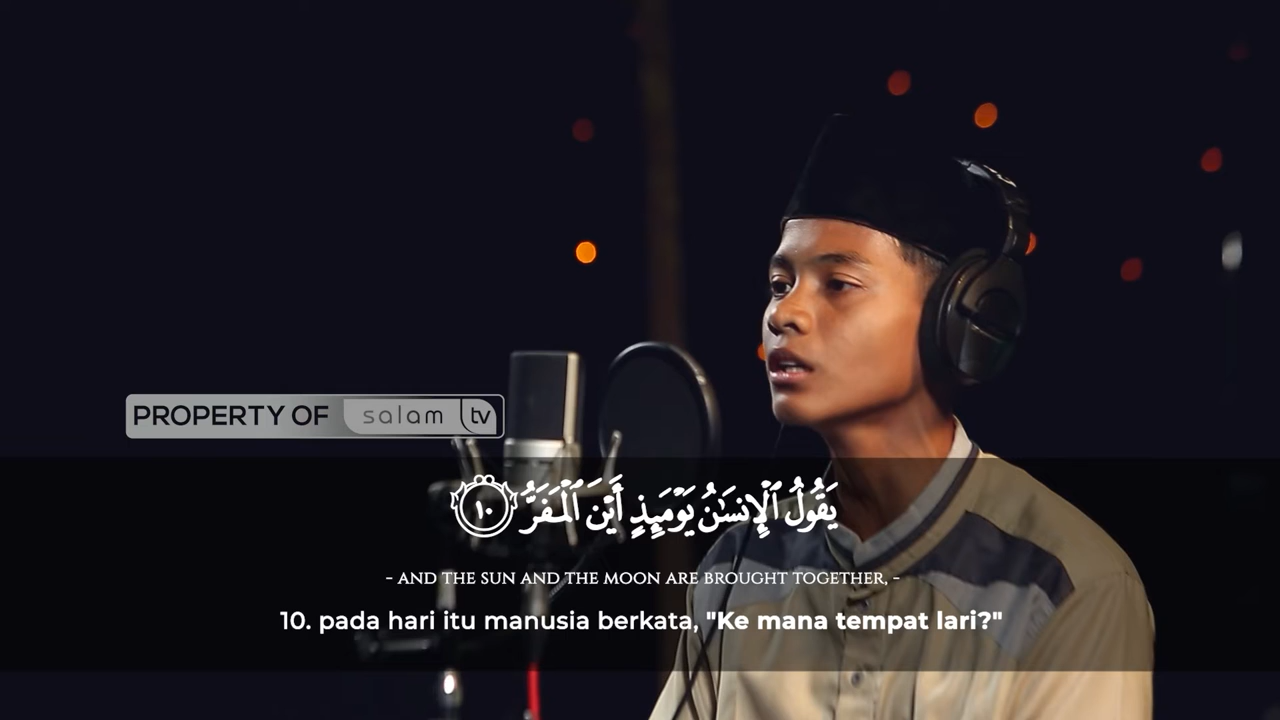 PROPERTY OF salam tv
يَقُولُ ٱلْإِنسَـٰنُ يَوْمَئِذٍ أَيْنَ ٱلْمَفَرُّ ١٠
- AND THE SUN AND THE MOON ARE BROUGHT TOGETHER, -
10. pada hari itu manusia berkata, "Ke mana tempat lari?"